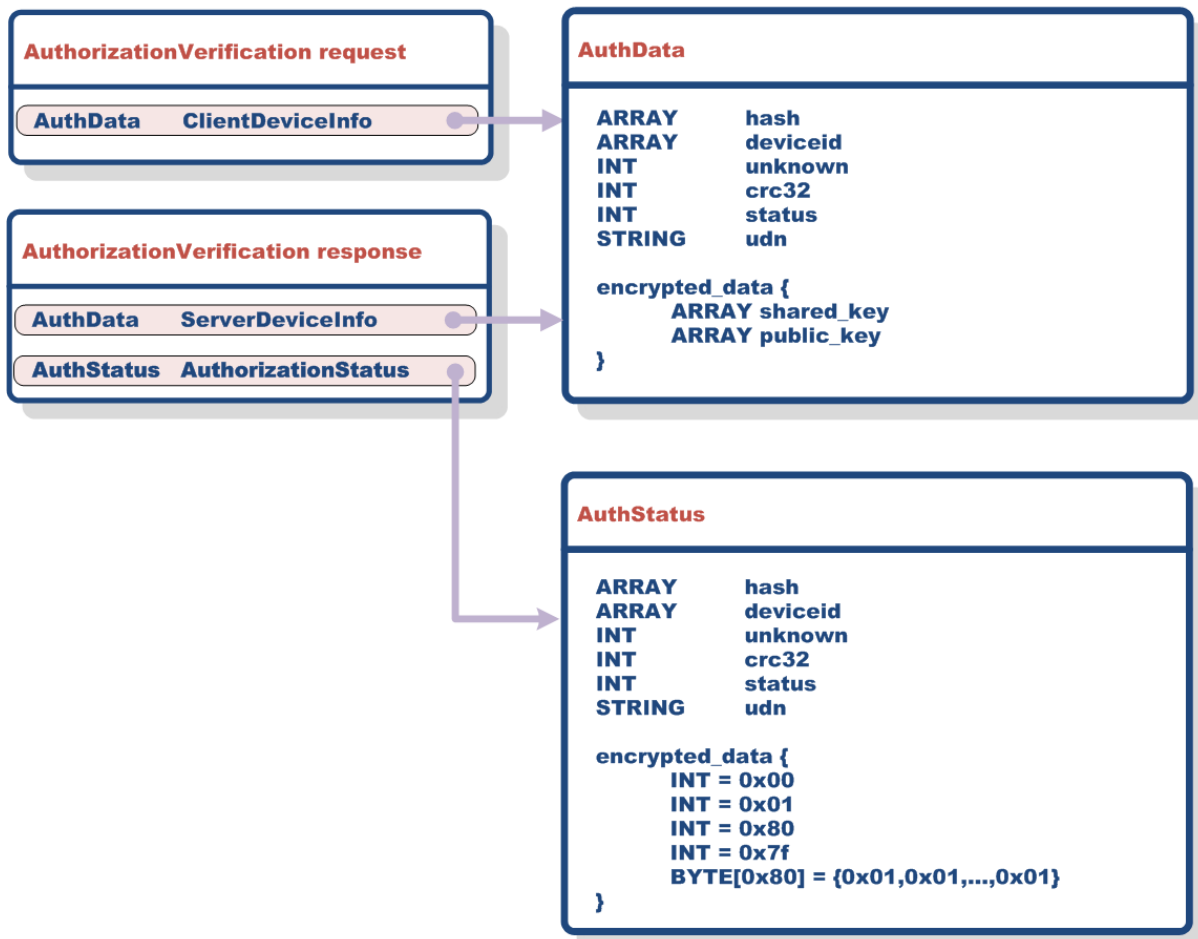 AuthorizationVerification request
AuthData ClientDeviceInfo
AuthorizationVerification response
AuthData ServerDeviceInfo
AuthStatus AuthorizationStatus
AuthData
ARRAY hash
ARRAY deviceid
INT unknown
INT crc32
INT status
STRING udn
encrypted_data {
ARRAY shared_key
ARRAY public_key
}
AuthStatus
ARRAY hash
ARRAY deviceid
INT unknown
INT crc32
INT status
STRING udn
encrypted_data {
INT = 0x00
INT = 0x01
INT = 0x80
INT = 0x7f
BYTE[0x80] = {0x01,0x01,...,0x01}
}